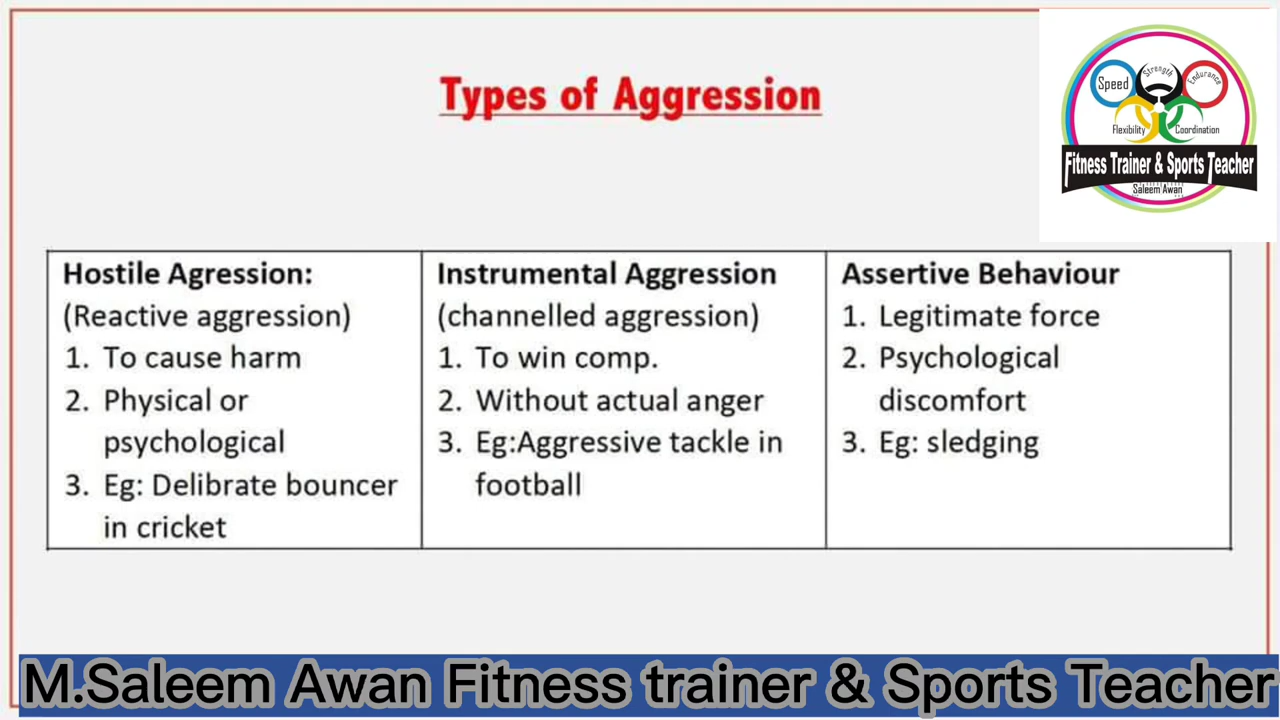 Types of Aggression
Speed
Strength
Endurance
Flexibility
Coordination
Fitness Trainer & Sports Teacher
Saleem Awan
Hostile Agression:
(Reactive aggression)
1. To cause harm
2. Physical or
psychological
3. Eg: Delibrate bouncer
in cricket
Instrumental Aggression
(channelled aggression)
1. To win comp.
2. Without actual anger
3. Eg:Aggressive tackle in
football
Assertive Behaviour
1. Legitimate force
2. Psychological
discomfort
3. Eg: sledging
M.Saleem Awan Fitness trainer & Sports Teacher